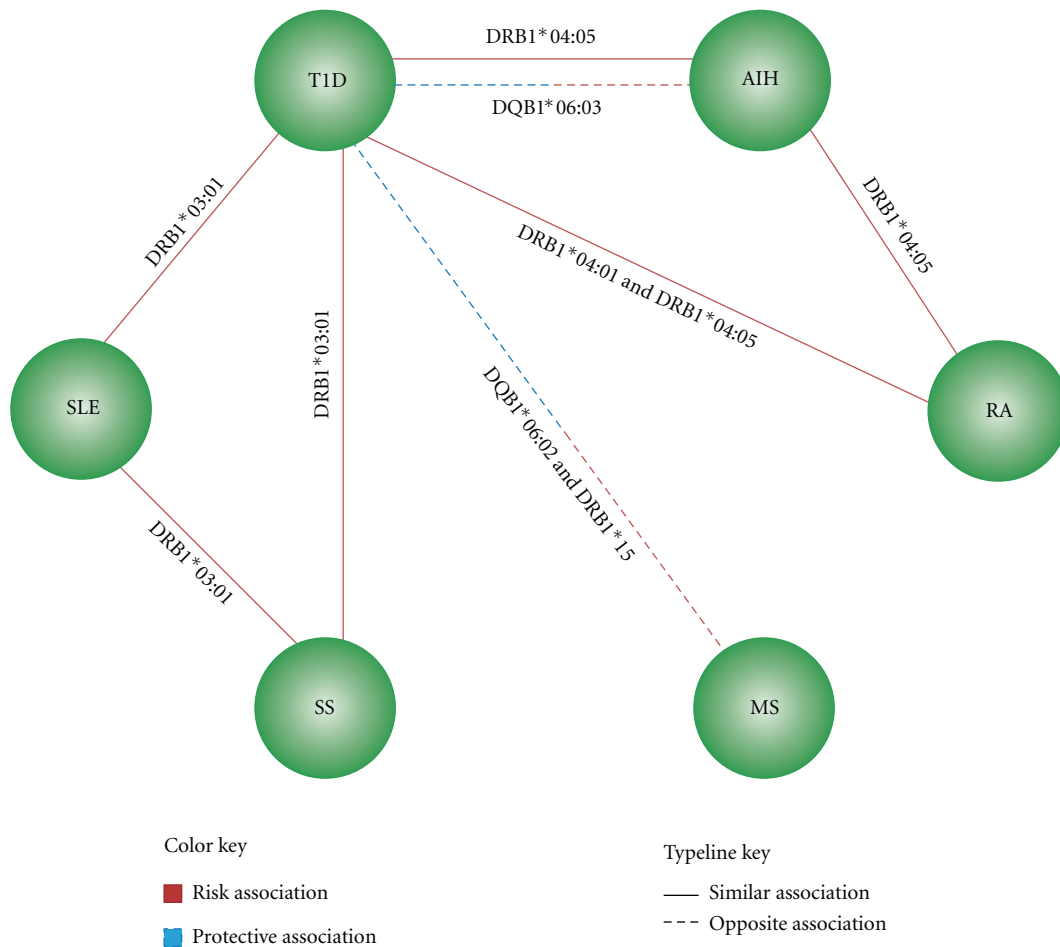 DRB1*04:05
T1D
AIH
DQB1*06:03
DRB1*03:01
DRB1*04:01 and DRB1*04:05
DRB1*04:05
DRB1*03:01
SLE
DQB1*06:02 and DRB1*15
RA
DRB1*03:01
SS
MS
Color key
Risk association
Protective association
Typeline key
Similar association
Opposite association